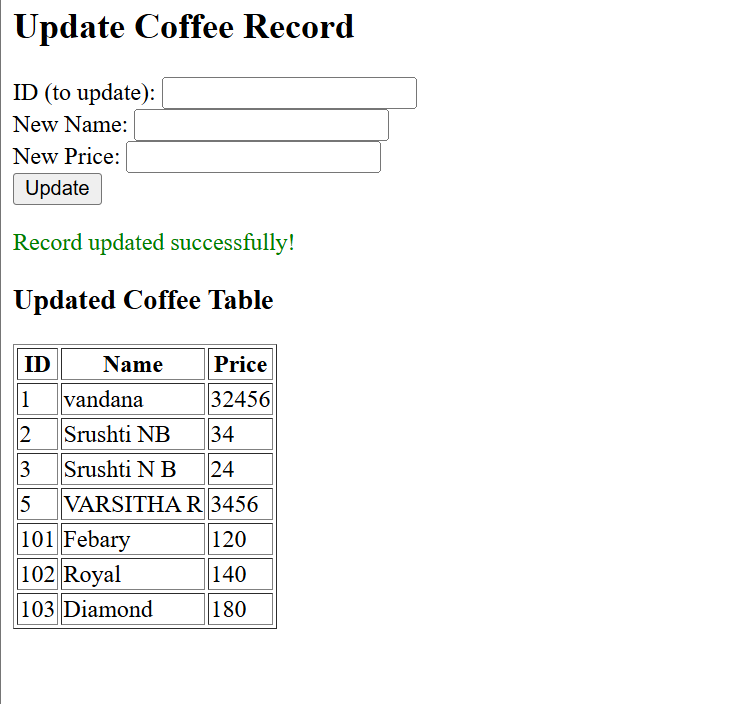 Update Coffee Record
ID (to update):
New Name:
New Price:
Update
Record updated successfully!
Updated Coffee Table
ID Name Price
1 vandana 32456
2 Srushti NB 34
3 Srushti N B 24
5 VARSITHA R 3456
101 Febary 120
102 Royal 140
103 Diamond 180